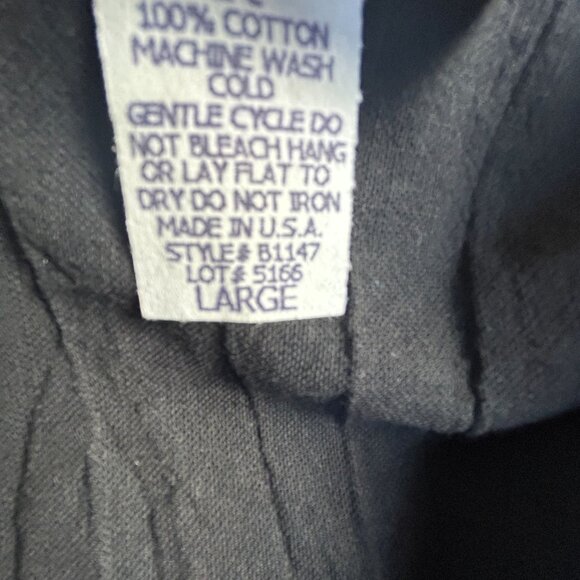 100% COTTON
MACHINE WASH
COLD
GENTLE CYCLE DO
NOT BLEACH HANG
OR LAY FLAT TO
DRY DO NOT IRON
MADE IN U.S.A.
STYLE# B1147
LOT# 5166
LARGE